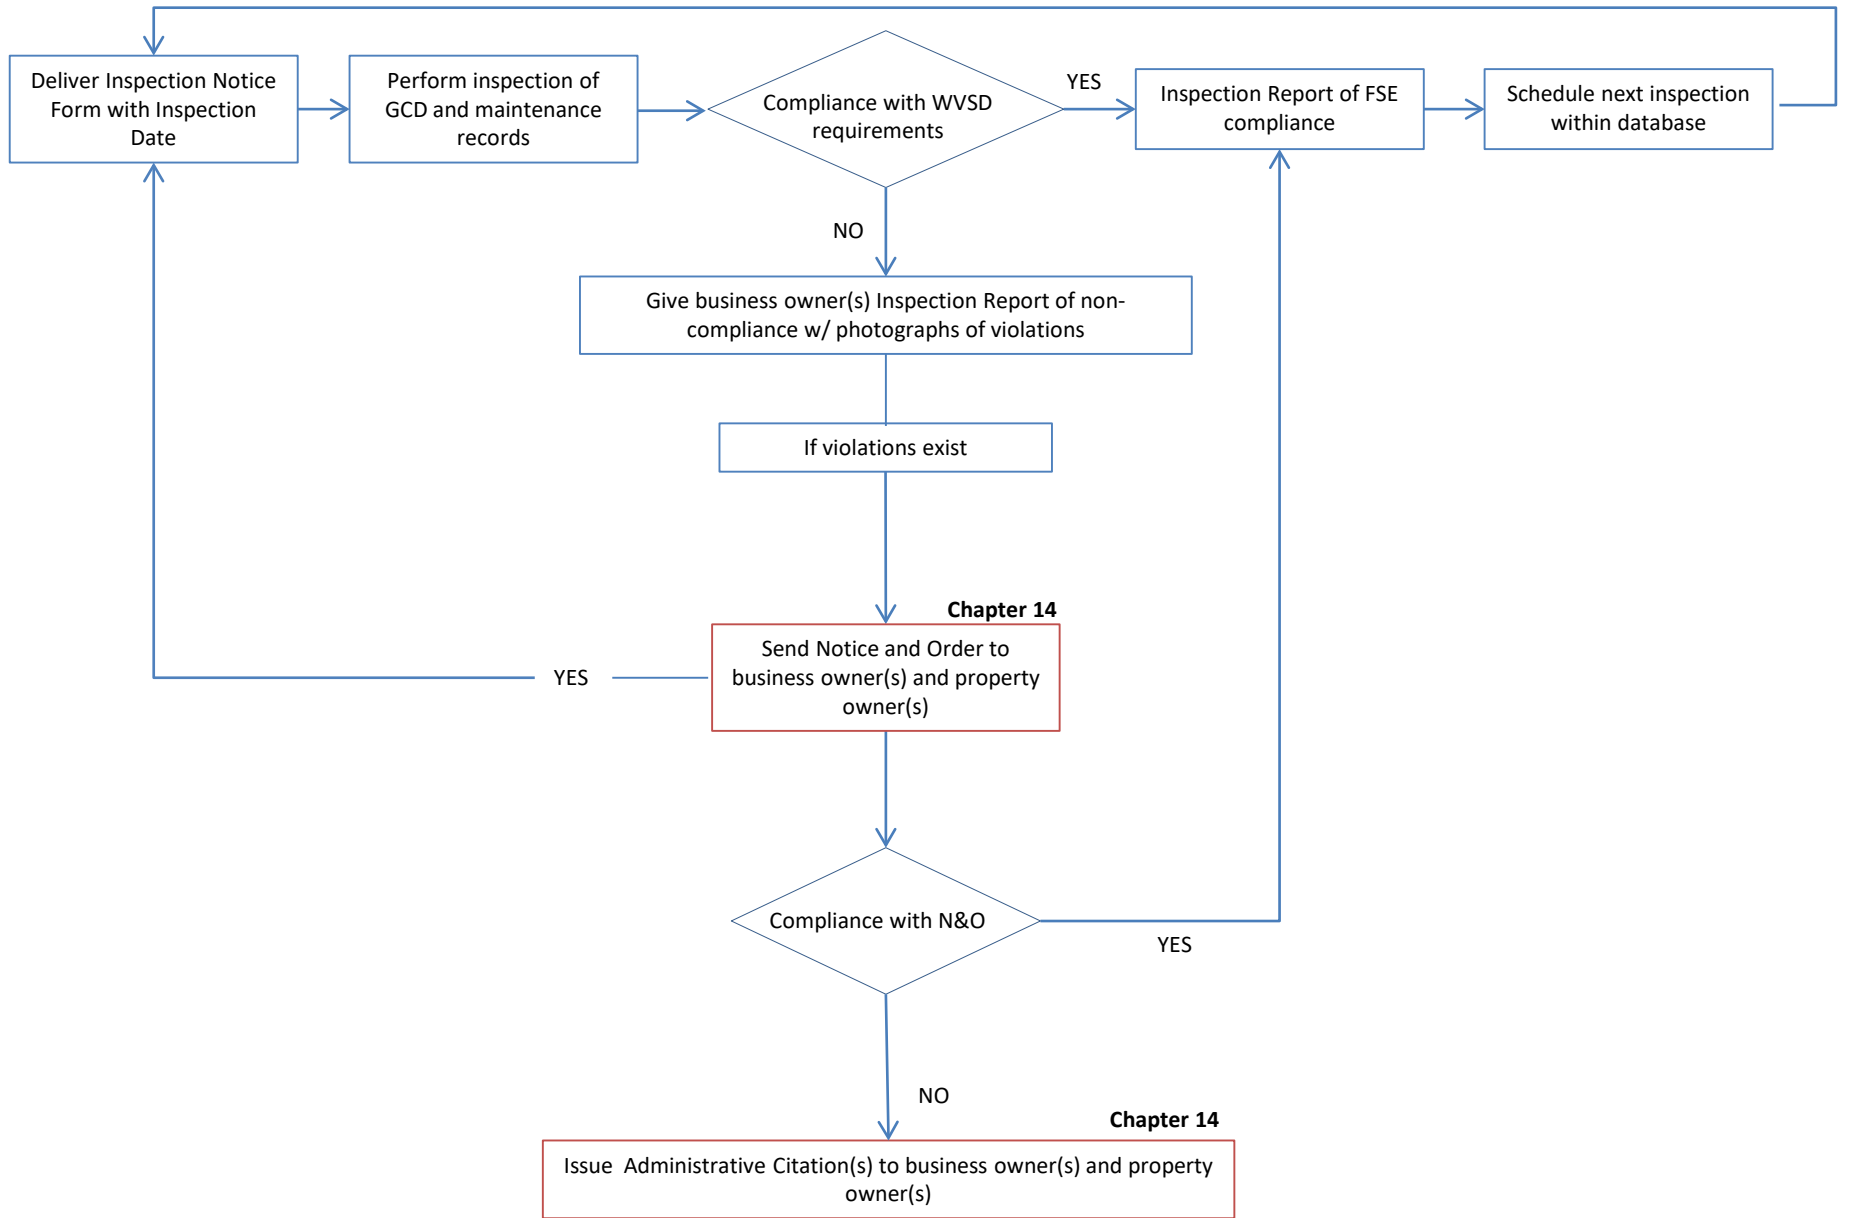 Deliver Inspection Notice
Form with Inspection
Date
Perform inspection of
GCD and maintenance
records
Compliance with WVSD
requirements
YES
Inspection Report of FSE
compliance
Schedule next inspection
within database
NO
Give business owner(s) Inspection Report of non-
compliance w/ photographs of violations
If violations exist
Chapter 14
Send Notice and Order to
business owner(s) and property
owner(s)
YES
Compliance with N&O
YES
NO
Chapter 14
Issue  Administrative Citation(s) to business owner(s) and property
owner(s)